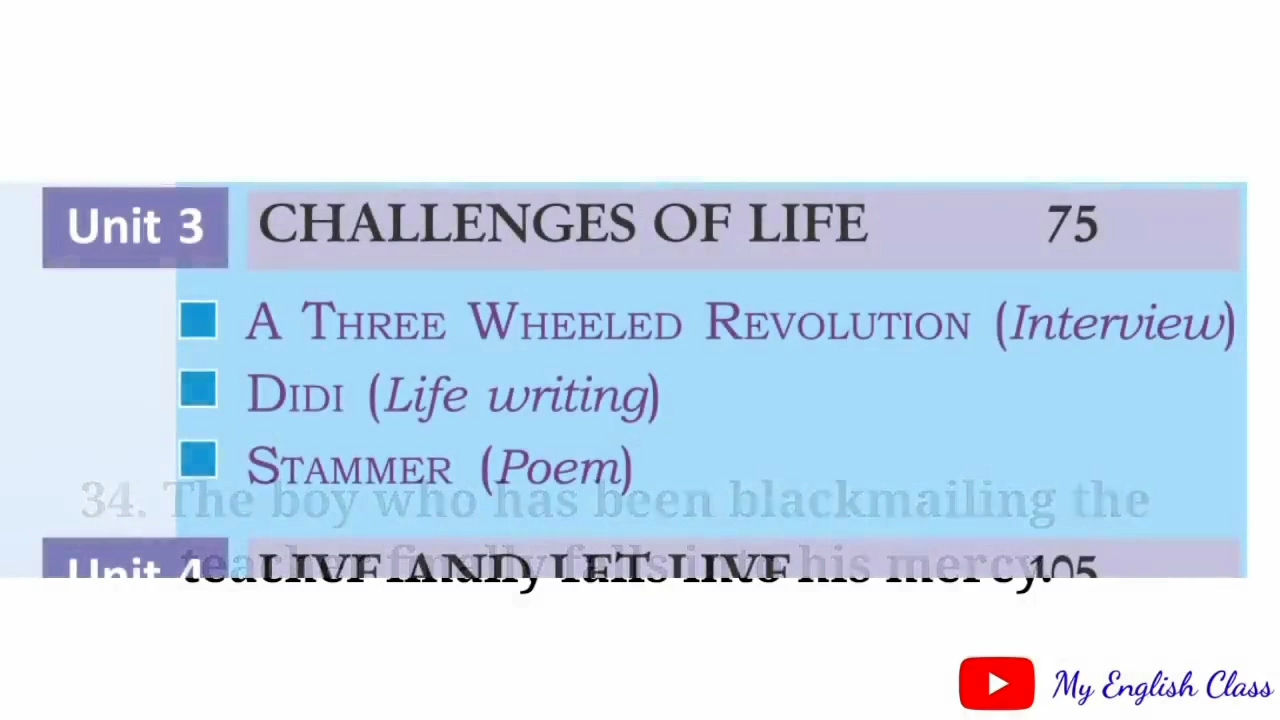 Unit 3 CHALLENGES OF LIFE 75
A THREE WHEELED REVOLUTION (Interview)
DIDI (Life writing)
STAMMER (Poem)
34. The boy who has been blackmailing the
teacher finally falls into his mercy.
Unit 4 LIVE AND LET LIVE 105
My English Class